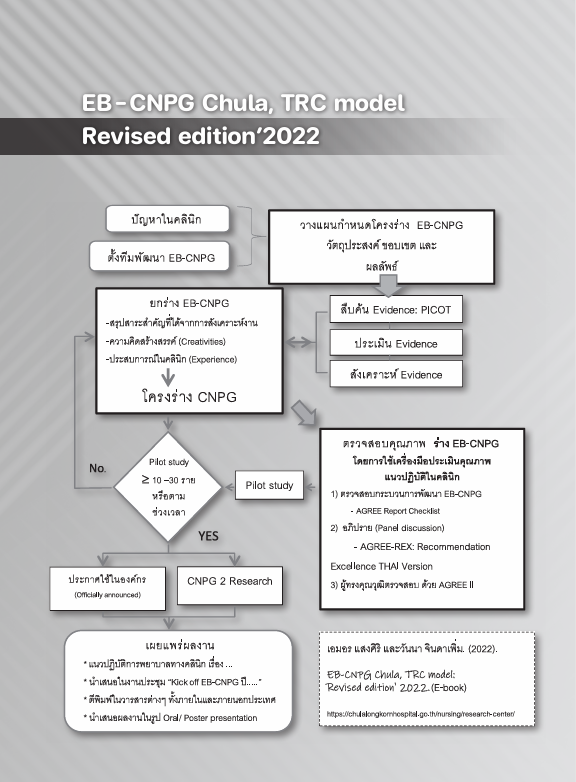 EB-CNPG Chula, TRC model
Revised edition'2022
ปัญหาในคลินิก
ตั้งทีมพัฒนา EB-CNPG
วางแผนกำหนดโครงร่าง EB-CNPG
วัตถุประสงค์ ขอบเขต และ
ผลลัพธ์
ยกร่าง EB-CNPG
-สรุปสาระสำคัญที่ได้จากการสังเคราะห์งาน
-ความคิดสร้างสรรค์ (Creativities)
-ประสบการณ์ในคลินิก (Experience)
โครงร่าง CNPG
สืบค้น Evidence: PICOT
ประเมิน Evidence
สังเคราะห์ Evidence
ตรวจสอบคุณภาพ ร่าง EB-CNPG
โดยการใช้เครื่องมือประเมินคุณภาพ
แนวปฏิบัติในคลินิก
1) ตรวจสอบกระบวนการพัฒนา EB-CNPG
- AGREE Report Checklist
2) อภิปราย (Panel discussion)
- AGREE-REX: Recommendation
Excellence THAI Version
3) ผู้ทรงคุณวุฒิตรวจสอบ ด้วย AGREE II
Pilot study
No.
Pilot study
≥ 10 –30 ราย
หรือตาม
ช่วงเวลา
YES
ประกาศใช้ในองค์กร
(Officially announced)
CNPG 2 Research
เผยแพร่ผลงาน
* แนวปฏิบัติการพยาบาลทางคลินิก เรื่อง ...
* นำเสนอในงานประชุม "Kick off EB-CNPG ปี....."
* ตีพิมพ์ในวารสารต่างๆ ทั้งภายในและภายนอกประเทศ
* นำเสนอผลงานในรูป Oral/ Poster presentation
เอมอร แสงศิริ และวันนา จินดาเพิ่ม. (2022).
EB-CNPG Chula, TRC model:
Revised edition' 2022.(E-book)
https://chulalongkornhospital.go.th/nursing/research-center/